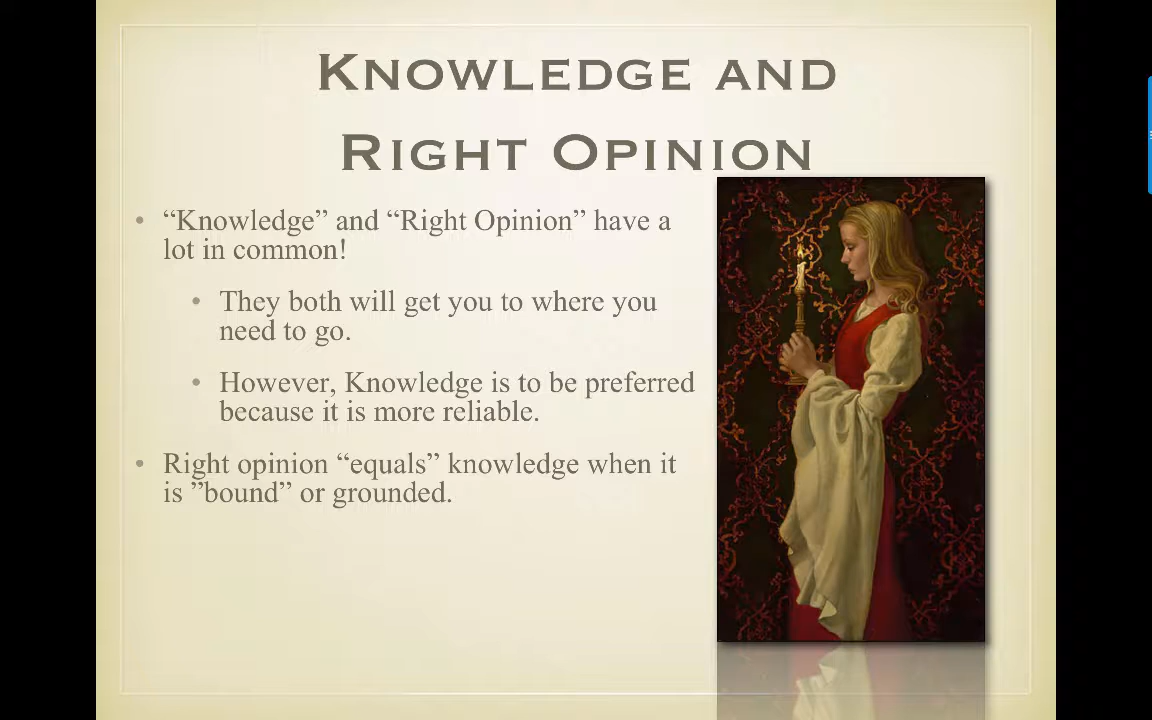 Knowledge and
Right Opinion
• “Knowledge” and “Right Opinion” have a
lot in common!
• They both will get you to where you
need to go.
• However, Knowledge is to be preferred
because it is more reliable.
• Right opinion “equals” knowledge when it
is ”bound” or grounded.